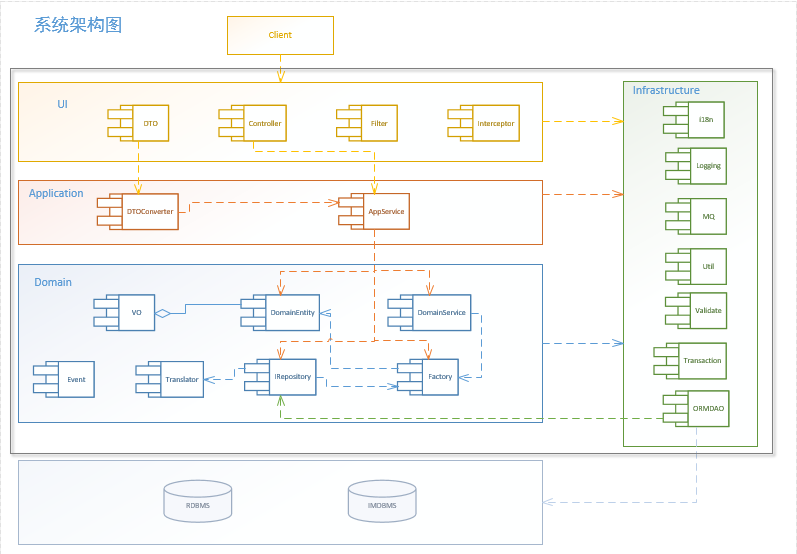 系统架构图
Client
UI
DTO
Controller
Filter
Interceptor
Application
DTOConverter
AppService
Domain
VO
DomainEntity
DomainService
Event
Translator
IRepository
Factory
Infrastructure
i18n
Logging
MQ
Util
Validate
Transaction
ORMDAO
RDBMS
IMDBMS